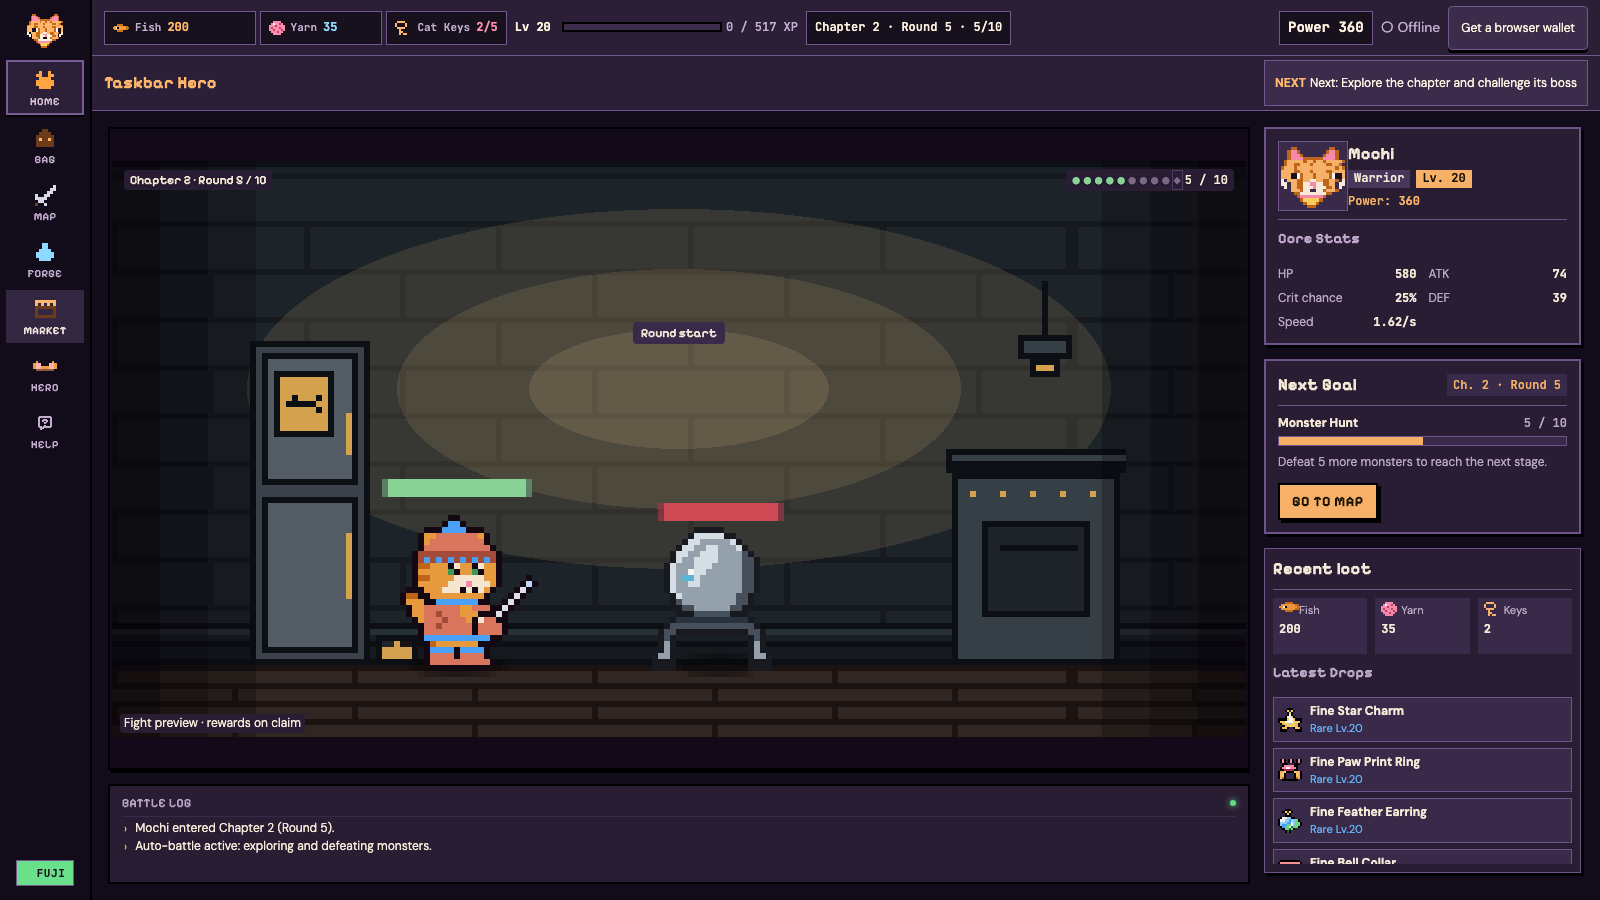 Fish 200
Yarn 35
Cat Keys 2/5
Lv 20
0 / 517 XP
Chapter 2 · Round 5 · 5/10
Power 360
Offline
Get a browser wallet
Taskbar Hero
NEXT Next: Explore the chapter and challenge its boss
HOME
BAG
MAP
FORGE
MARKET
HERO
HELP
FUJI
Chapter 2 · Round 5 / 10
5 / 10
Round start
Fight preview · rewards on claim
BATTLE LOG
› Mochi entered Chapter 2 (Round 5).
› Auto-battle active: exploring and defeating monsters.
Mochi
Warrior Lv. 20
Power: 360
Core Stats
HP 580 ATK 74
Crit chance 25% DEF 39
Speed 1.62/s
Next Goal
Ch. 2 · Round 5
Monster Hunt 5 / 10
Defeat 5 more monsters to reach the next stage.
GO TO MAP
Recent loot
Fish
200
Yarn
35
Keys
2
Latest Drops
Fine Star Charm
Rare Lv.20
Fine Paw Print Ring
Rare Lv.20
Fine Feather Earring
Rare Lv.20
Fine Bell Collar